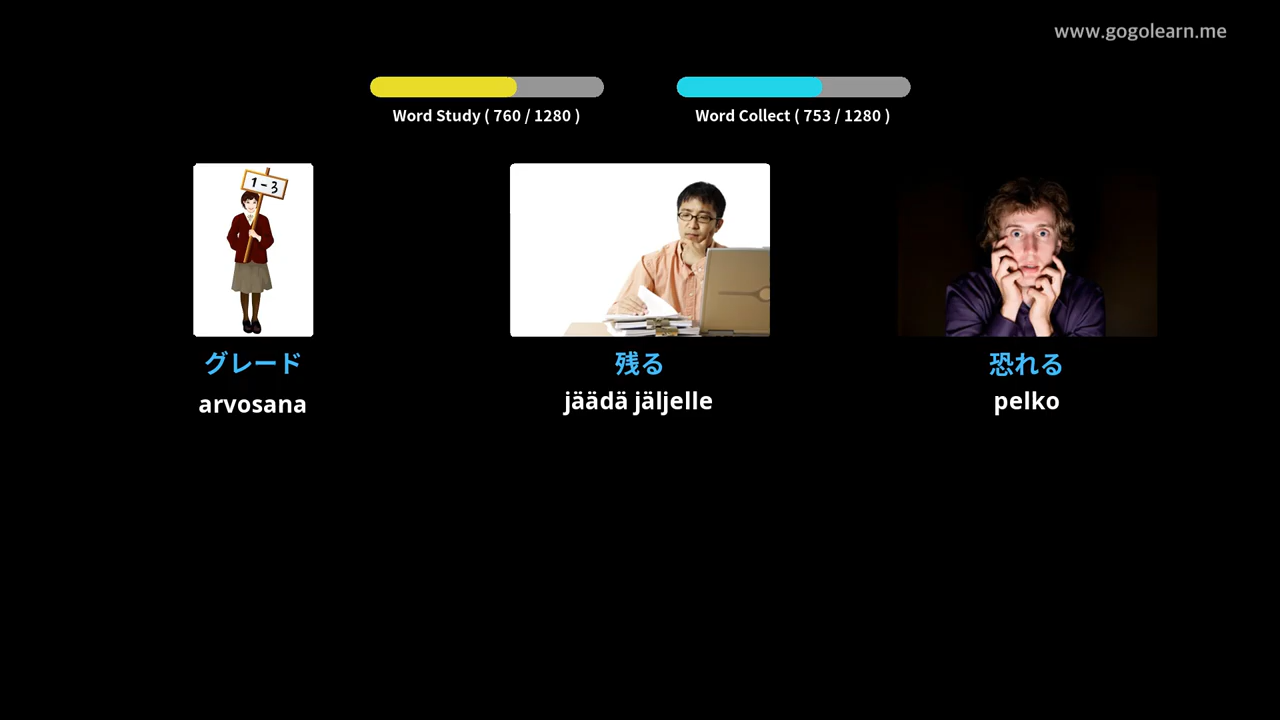 www.gogolearn.me
Word Study ( 760 / 1280 )
Word Collect ( 753 / 1280 )
1-3
グレード
残る
恐れる
arvosana
jäädä jäljelle
pelko